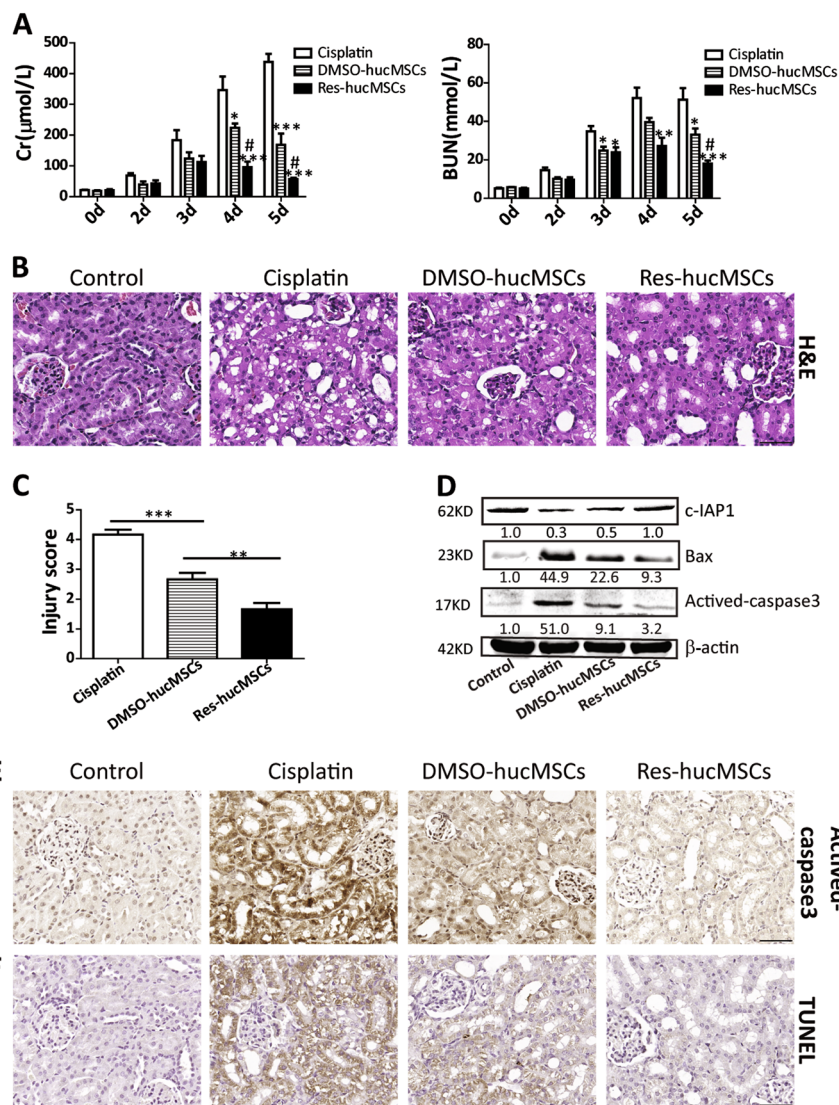 A
Cr(μmol/L)
500
400
300
200
100
0
Cisplatin
DMSO-hucMSCs
Res-hucMSCs
* *** # *** # ***
0d 2d 3d 4d 5d
BUN(mmol/L)
80
60
40
20
0
Cisplatin
DMSO-hucMSCs
Res-hucMSCs
* * ** * # ***
0d 2d 3d 4d 5d
B
Control Cisplatin DMSO-hucMSCs Res-hucMSCs
H&E
C
Injury score
5
4
3
2
1
0
***
**
Cisplatin
DMSO-hucMSCs
Res-hucMSCs
D
62KD c-IAP1
1.0 0.3 0.5 1.0
23KD Bax
1.0 44.9 22.6 9.3
17KD Actived-caspase3
1.0 51.0 9.1 3.2
42KD β-actin
Control Cisplatin DMSO-hucMSCs Res-hucMSCs
Control Cisplatin DMSO-hucMSCs Res-hucMSCs
Actived-
caspase3
TUNEL